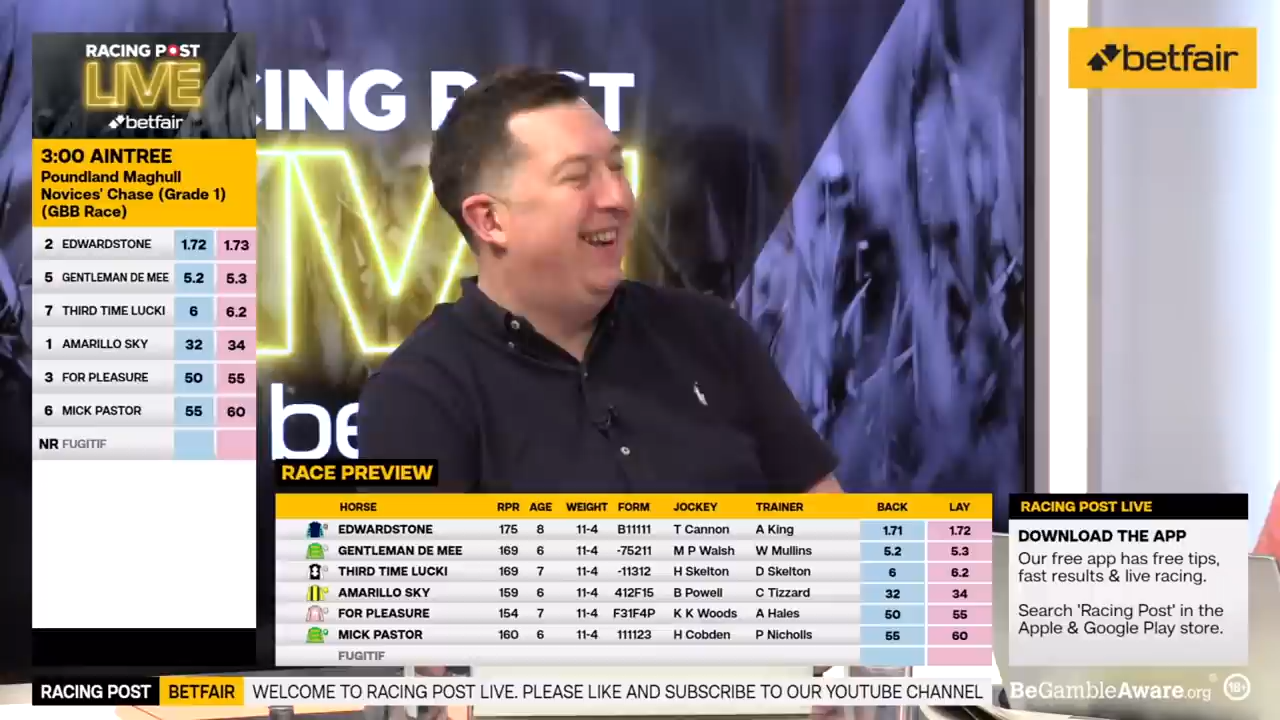 RACING POST
LIVE
betfair
3:00 AINTREE
Poundland Maghull
Novices' Chase (Grade 1)
(GBB Race)
2 EDWARDSTONE 1.72 1.73
5 GENTLEMAN DE MEE 5.2 5.3
7 THIRD TIME LUCKI 6 6.2
1 AMARILLO SKY 32 34
3 FOR PLEASURE 50 55
6 MICK PASTOR 55 60
NR FUGITIF
betfair
RACE PREVIEW
HORSE RPR AGE WEIGHT FORM JOCKEY TRAINER BACK LAY
EDWARDSTONE 175 8 11-4 B11111 T Cannon A King 1.71 1.72
GENTLEMAN DE MEE 169 6 11-4 -75211 M P Walsh W Mullins 5.2 5.3
THIRD TIME LUCKI 169 7 11-4 -11312 H Skelton D Skelton 6 6.2
AMARILLO SKY 159 6 11-4 412F15 B Powell C Tizzard 32 34
FOR PLEASURE 154 7 11-4 F31F4P K K Woods A Hales 50 55
MICK PASTOR 160 6 11-4 111123 H Cobden P Nicholls 55 60
FUGITIF
RACING POST LIVE
DOWNLOAD THE APP
Our free app has free tips,
fast results & live racing.
Search 'Racing Post' in the
Apple & Google Play store.
RACING POST BETFAIR WELCOME TO RACING POST LIVE. PLEASE LIKE AND SUBSCRIBE TO OUR YOUTUBE CHANNEL
BeGambleAware.org 18+